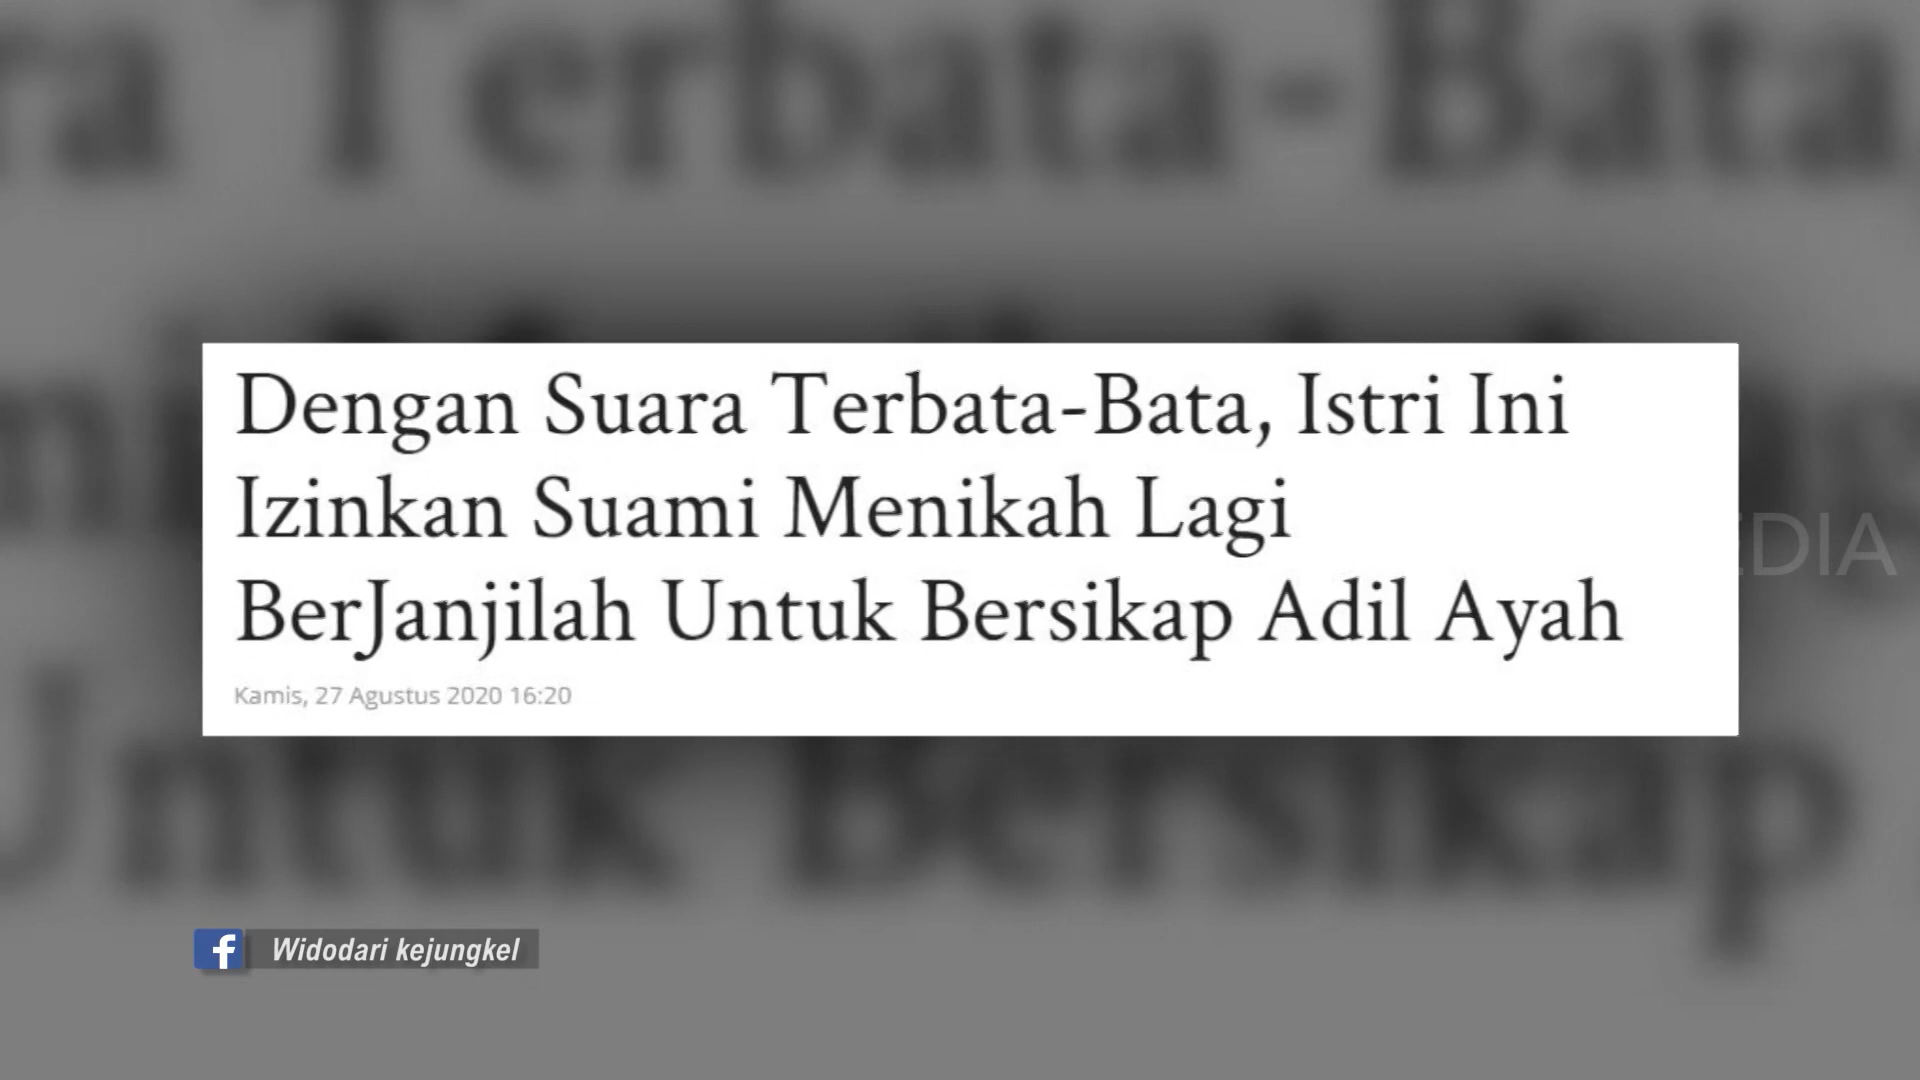 Dengan Suara Terbata-Bata, Istri Ini
Izinkan Suami Menikah Lagi
BerJanjilah Untuk Bersikap Adil Ayah
Kamis, 27 Agustus 2020 16:20
EDIA
f Widodari kejungkel